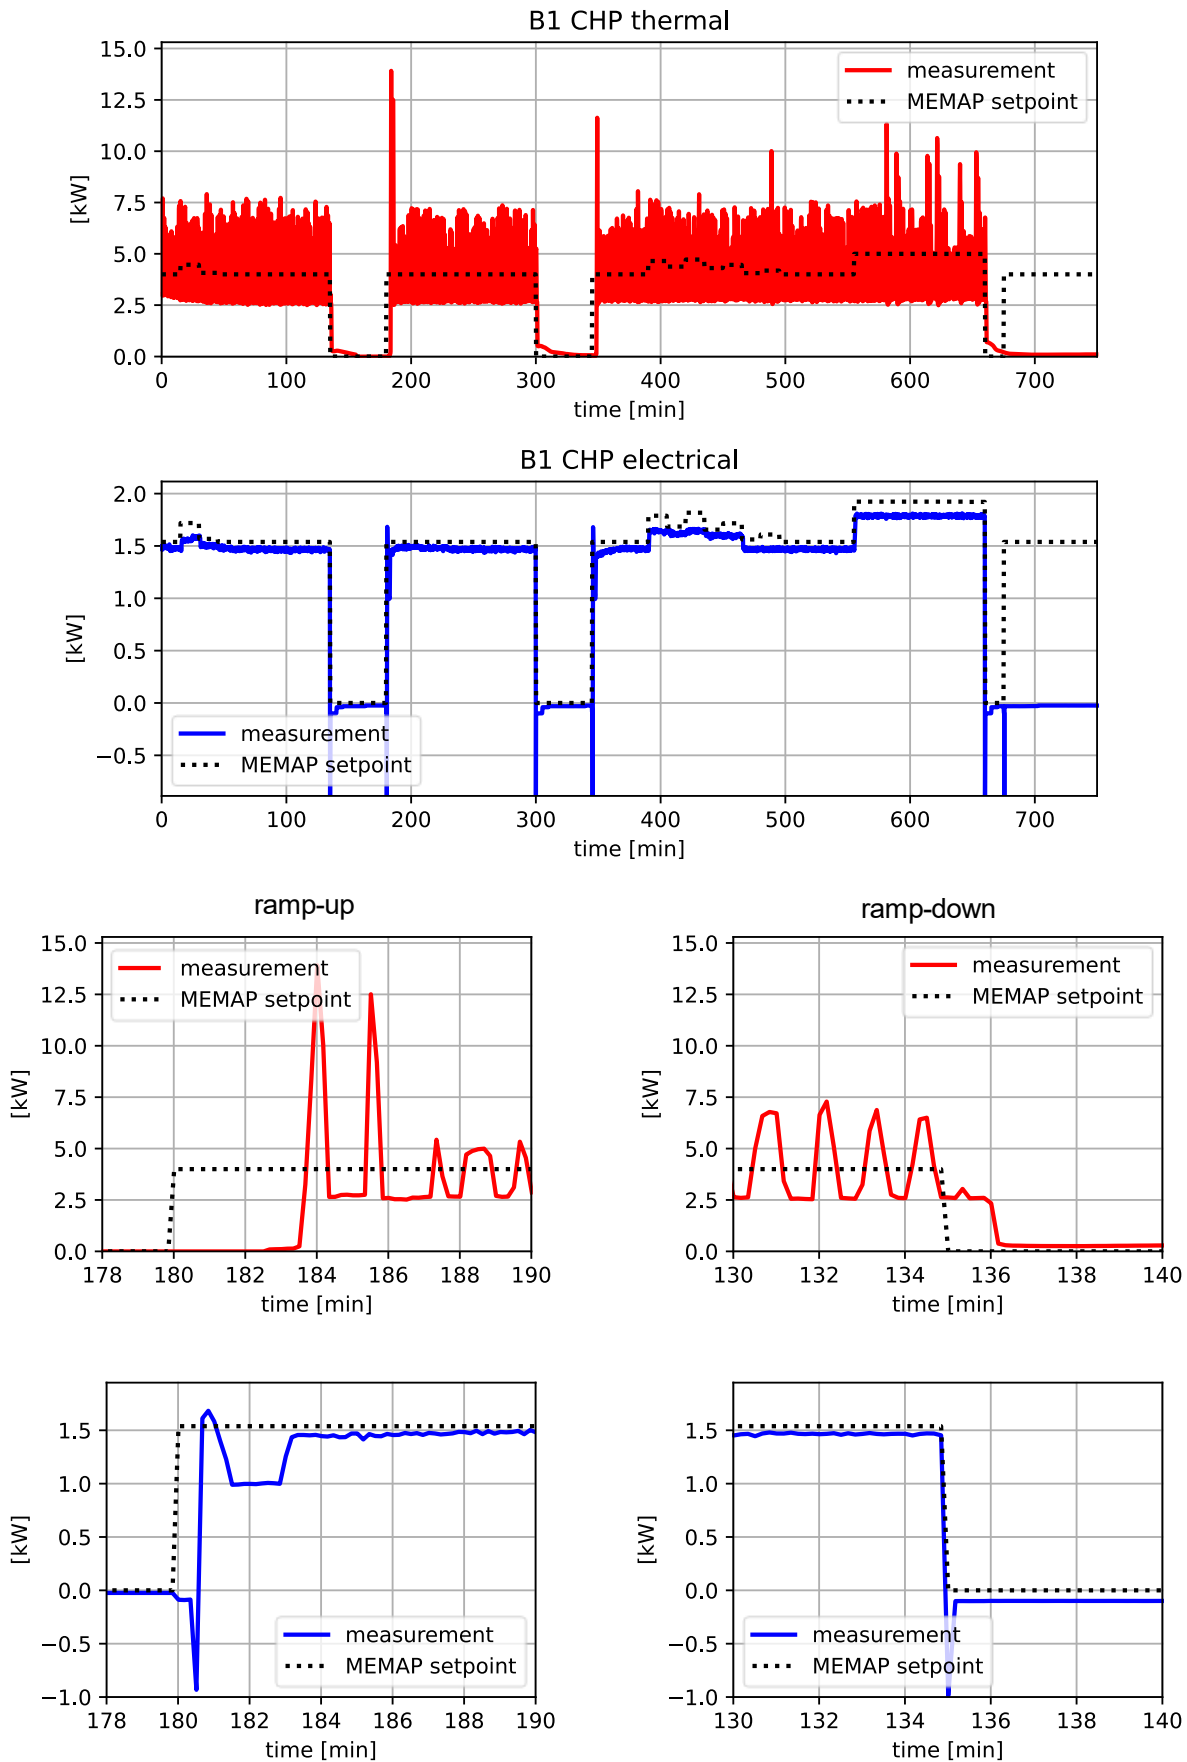 B1 CHP thermal
15.0
12.5
10.0
7.5
5.0
2.5
0.0
[kW]
measurement
MEMAP setpoint
0 100 200 300 400 500 600 700
time [min]
B1 CHP electrical
2.0
1.5
1.0
0.5
0.0
−0.5
[kW]
measurement
MEMAP setpoint
0 100 200 300 400 500 600 700
time [min]
ramp-up
15.0
12.5
10.0
7.5
5.0
2.5
0.0
[kW]
measurement
MEMAP setpoint
178 180 182 184 186 188 190
time [min]
ramp-down
15.0
12.5
10.0
7.5
5.0
2.5
0.0
[kW]
measurement
MEMAP setpoint
130 132 134 136 138 140
time [min]
1.5
1.0
0.5
0.0
−0.5
−1.0
[kW]
measurement
MEMAP setpoint
178 180 182 184 186 188 190
time [min]
1.5
1.0
0.5
0.0
−0.5
−1.0
[kW]
measurement
MEMAP setpoint
130 132 134 136 138 140
time [min]